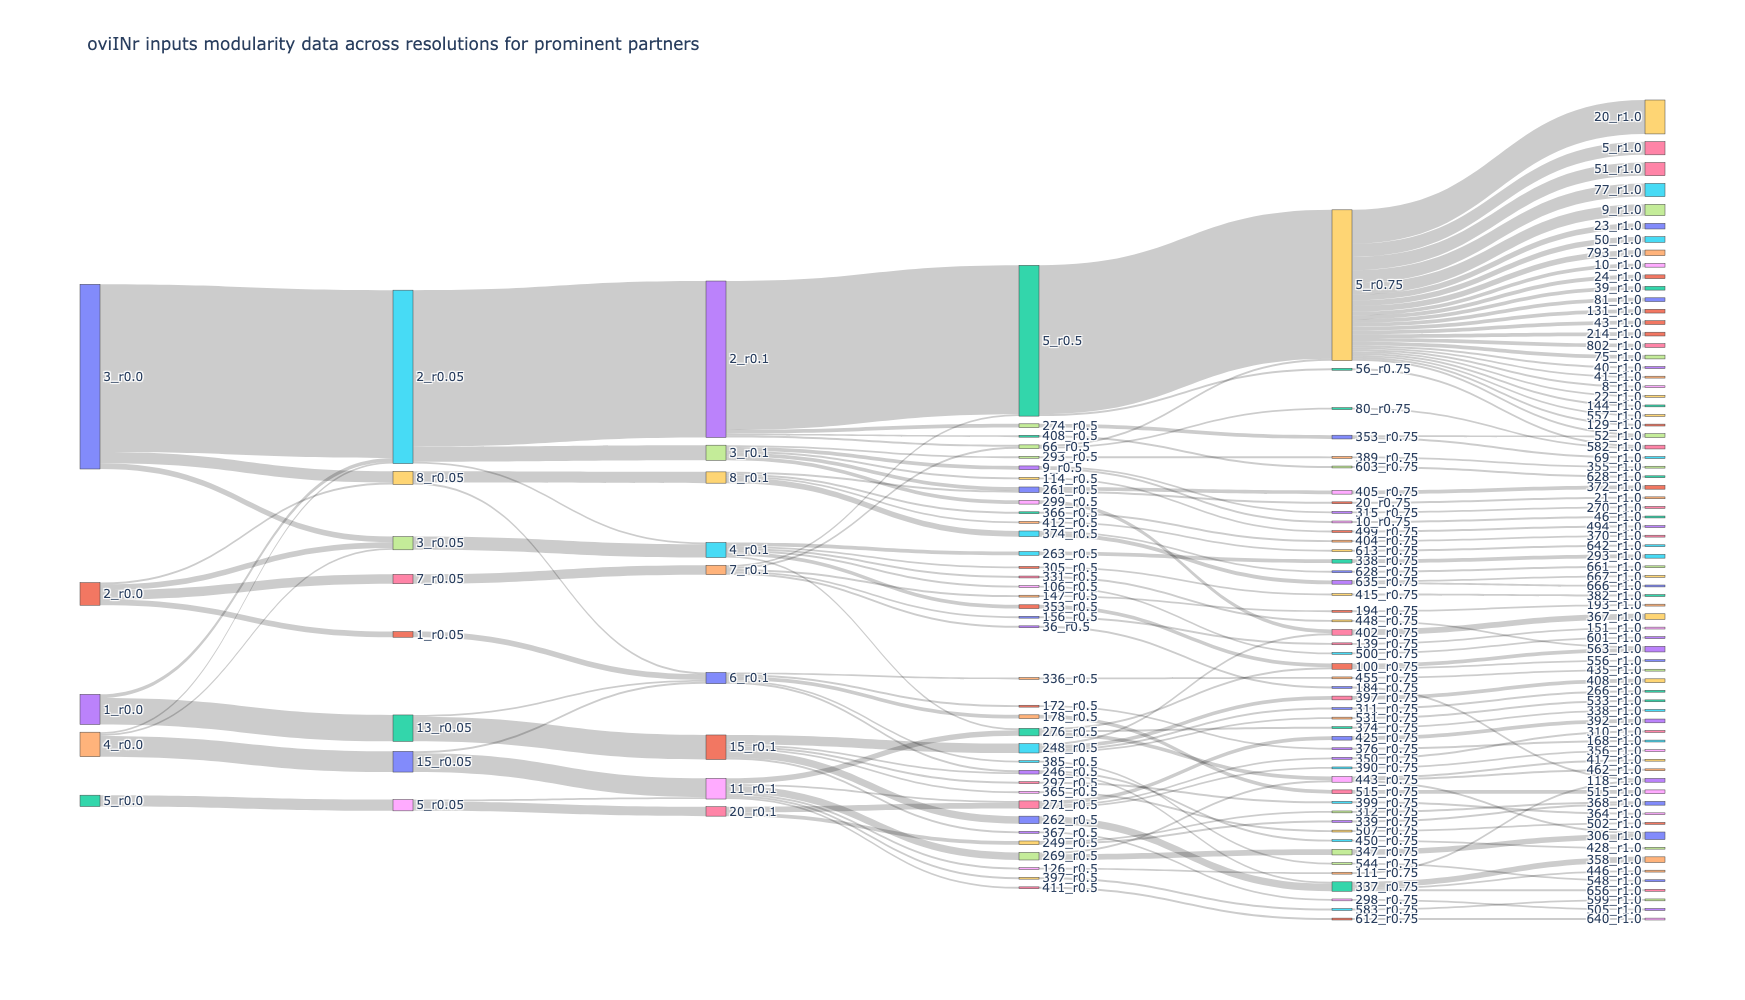 oviINr inputs modularity data across resolutions for prominent partners
3_r0.0
2_r0.0
1_r0.0
4_r0.0
5_r0.0
2_r0.05
8_r0.05
3_r0.05
7_r0.05
1_r0.05
13_r0.05
15_r0.05
5_r0.05
2_r0.1
3_r0.1
8_r0.1
4_r0.1
7_r0.1
6_r0.1
15_r0.1
11_r0.1
20_r0.1
5_r0.5
274_r0.5
408_r0.5
66_r0.5
293_r0.5
9_r0.5
114_r0.5
261_r0.5
299_r0.5
366_r0.5
412_r0.5
374_r0.5
263_r0.5
305_r0.5
331_r0.5
106_r0.5
147_r0.5
353_r0.5
156_r0.5
36_r0.5
336_r0.5
172_r0.5
178_r0.5
276_r0.5
248_r0.5
385_r0.5
246_r0.5
297_r0.5
365_r0.5
271_r0.5
262_r0.5
367_r0.5
249_r0.5
269_r0.5
126_r0.5
397_r0.5
411_r0.5
5_r0.75
56_r0.75
80_r0.75
353_r0.75
389_r0.75
603_r0.75
405_r0.75
20_r0.75
315_r0.75
10_r0.75
499_r0.75
404_r0.75
613_r0.75
338_r0.75
628_r0.75
635_r0.75
415_r0.75
194_r0.75
448_r0.75
402_r0.75
139_r0.75
500_r0.75
100_r0.75
455_r0.75
184_r0.75
397_r0.75
311_r0.75
531_r0.75
374_r0.75
425_r0.75
376_r0.75
350_r0.75
390_r0.75
443_r0.75
515_r0.75
399_r0.75
312_r0.75
339_r0.75
507_r0.75
450_r0.75
347_r0.75
544_r0.75
111_r0.75
337_r0.75
298_r0.75
583_r0.75
612_r0.75
20_r1.0
5_r1.0
51_r1.0
77_r1.0
9_r1.0
23_r1.0
50_r1.0
793_r1.0
10_r1.0
24_r1.0
39_r1.0
81_r1.0
131_r1.0
43_r1.0
214_r1.0
802_r1.0
75_r1.0
40_r1.0
41_r1.0
8_r1.0
22_r1.0
144_r1.0
557_r1.0
129_r1.0
52_r1.0
582_r1.0
69_r1.0
355_r1.0
628_r1.0
372_r1.0
21_r1.0
270_r1.0
46_r1.0
494_r1.0
370_r1.0
642_r1.0
293_r1.0
661_r1.0
667_r1.0
666_r1.0
382_r1.0
193_r1.0
367_r1.0
151_r1.0
601_r1.0
563_r1.0
556_r1.0
435_r1.0
408_r1.0
266_r1.0
533_r1.0
338_r1.0
392_r1.0
310_r1.0
168_r1.0
356_r1.0
417_r1.0
462_r1.0
118_r1.0
515_r1.0
368_r1.0
364_r1.0
502_r1.0
306_r1.0
428_r1.0
358_r1.0
446_r1.0
548_r1.0
656_r1.0
599_r1.0
505_r1.0
640_r1.0